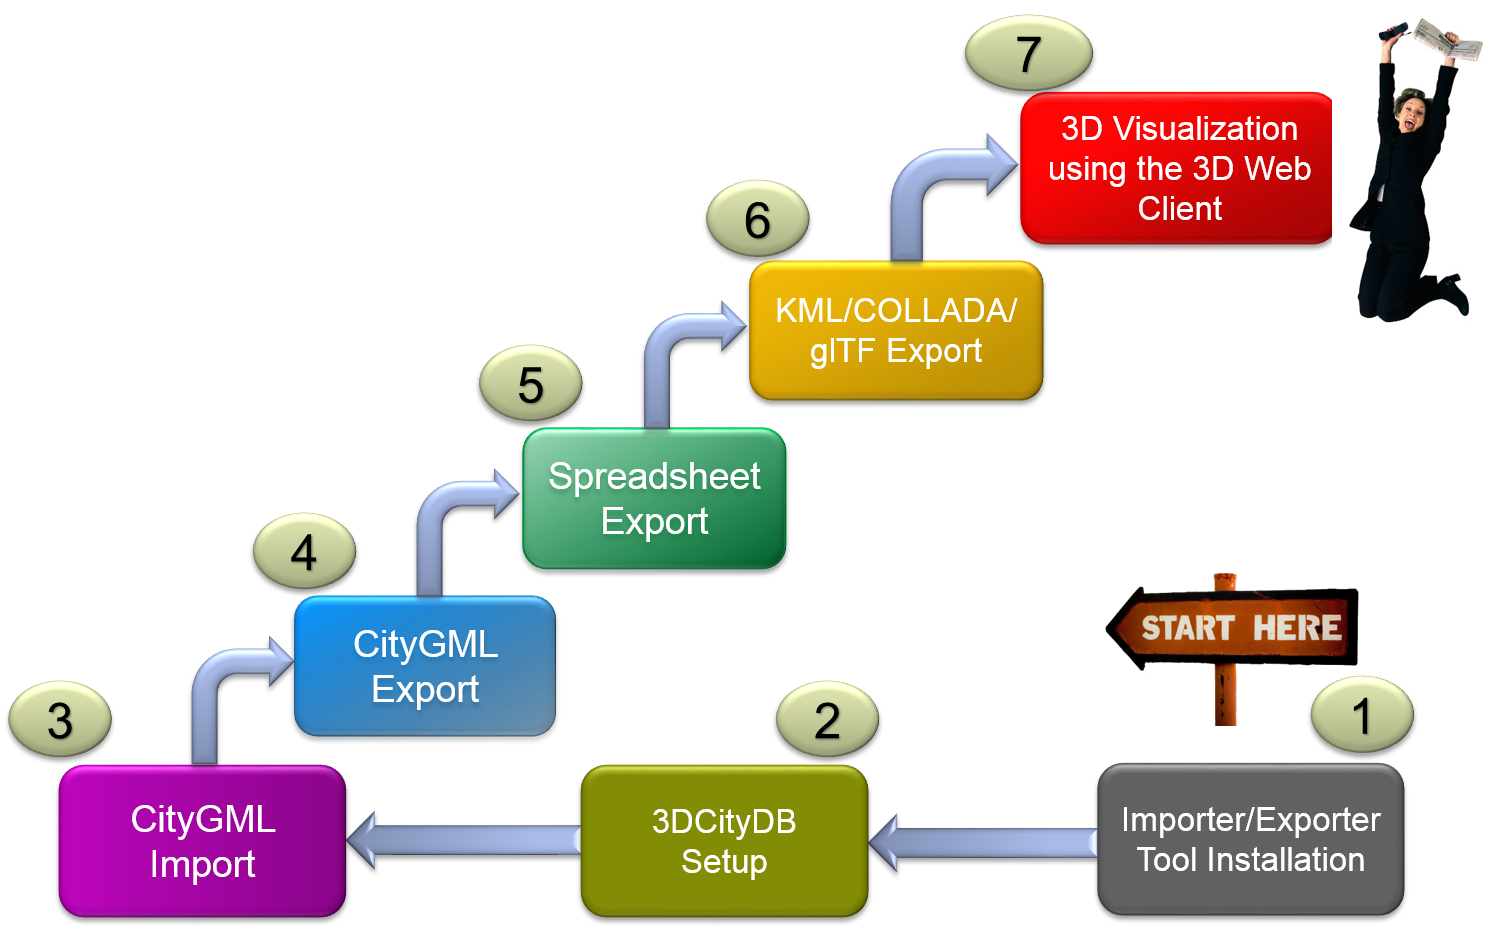 7
3D Visualization
using the 3D Web
Client
6
KML/COLLADA/
glTF Export
5
Spreadsheet
Export
4
CityGML
Export
START HERE
3
CityGML
Import
2
3DCityDB
Setup
1
Importer/Exporter
Tool Installation